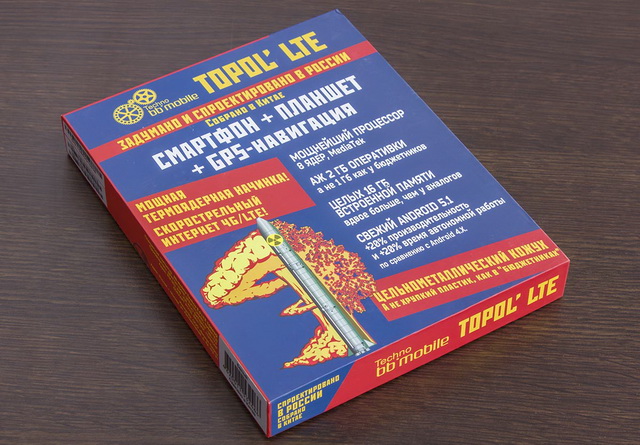 Techno
bb mobile
TOPOL' LTE
ЗАДУМАНО И СПРОЕКТИРОВАНО В РОССИИ
СОБРАНО В КИТАЕ
СМАРТФОН + ПЛАНШЕТ
+ GPS-НАВИГАЦИЯ
МОЩНАЯ
ТЕРМОЯДЕРНАЯ НАЧИНКА!
СКОРОСТРЕЛЬНЫЙ
ИНТЕРНЕТ 4G/LTE!
МОЩНЕЙШИЙ ПРОЦЕССОР
8 ЯДЕР, MediaTek
АЖ 2 ГБ ОПЕРАТИВКИ
а не 1 Гб как у бюджетников
ЦЕЛЫХ 16 ГБ
ВСТРОЕННОЙ ПАМЯТИ
вдвое больше, чем у аналогов
СВЕЖИЙ ANDROID 5.1
+20% производительность
и +20% время автономной работы
по сравнению с Android 4.X
ЦЕЛЬНОМЕТАЛЛИЧЕСКИЙ КОЖУХ
А НЕ ХРУПКИЙ ПЛАСТИК, КАК У "БЮДЖЕТНИКОВ"
СПРОЕКТИРОВАНО
В РОССИИ
СОБРАНО
В КИТАЕ
Techno
bb mobile
TOPOL' LTE